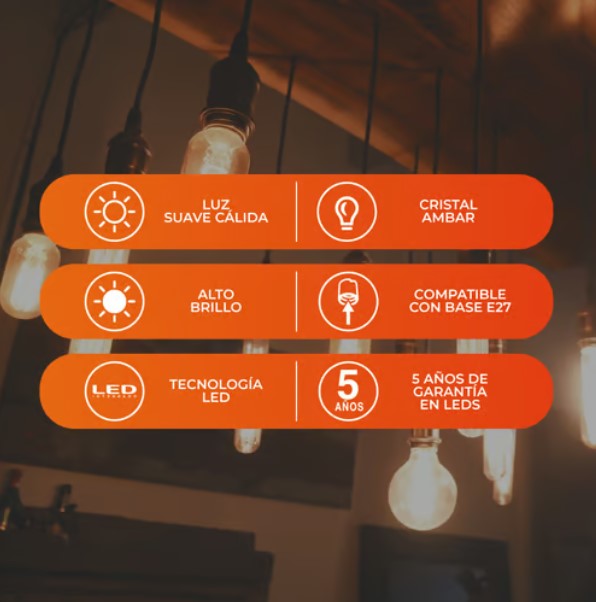 LUZ
SUAVE CÁLIDA
CRISTAL
AMBAR
ALTO
BRILLO
COMPATIBLE
CON BASE E27
LED
INTEGRADO
TECNOLOGÍA
LED
5
AÑOS
5 AÑOS DE
GARANTÍA
EN LEDS